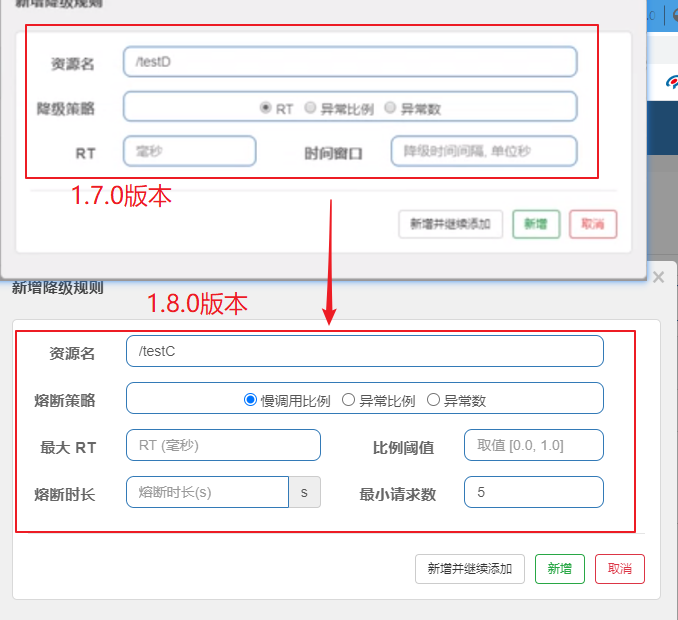 新增降级规则
资源名 /testD
降级策略 RT 异常比例 异常数
RT 毫秒 时间窗口 降级时间间隔, 单位秒
1.7.0版本
新增并继续添加 新增 取消
新增降级规则
1.8.0版本
资源名 /testC
熔断策略 慢调用比例 异常比例 异常数
最大 RT RT (毫秒) 比例阈值 取值 [0.0, 1.0]
熔断时长 熔断时长(s) s 最小请求数 5
新增并继续添加 新增 取消